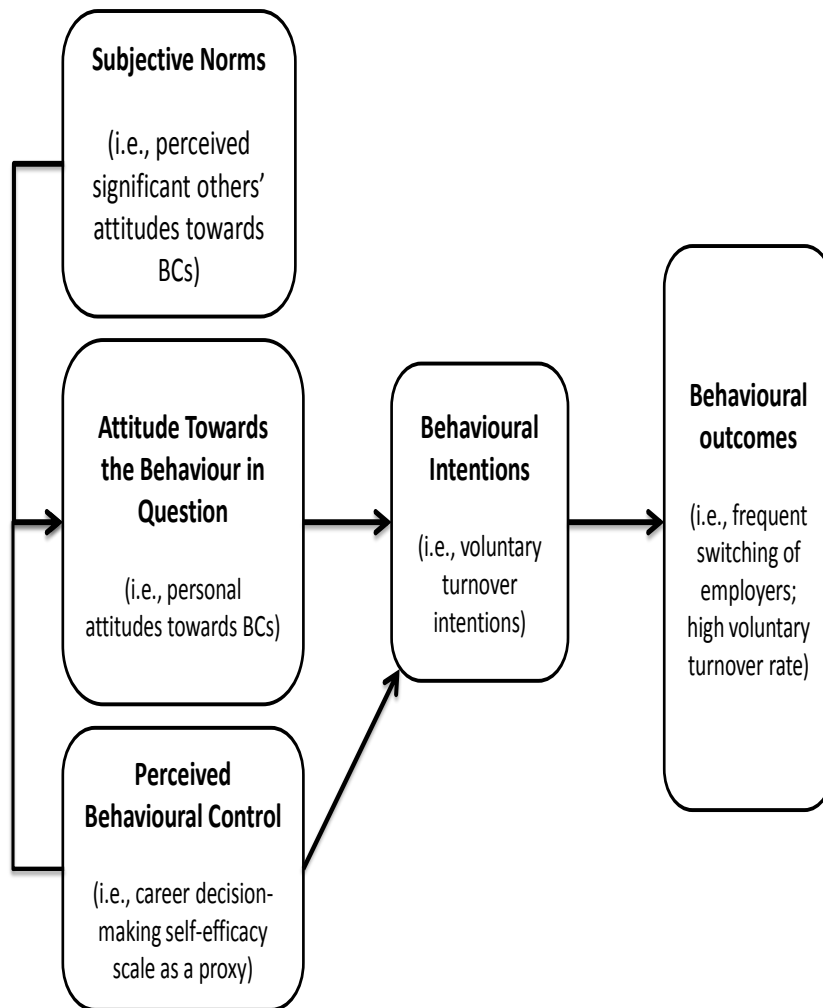 Subjective Norms
(i.e., perceived
significant others’
attitudes towards
BCs)
Attitude Towards
the Behaviour in
Question
(i.e., personal
attitudes towards BCs)
Perceived
Behavioural Control
(i.e., career decision-
making self-efficacy
scale as a proxy)
Behavioural
Intentions
(i.e., voluntary
turnover
intentions)
Behavioural
outcomes
(i.e., frequent
switching of
employers;
high voluntary
turnover rate)